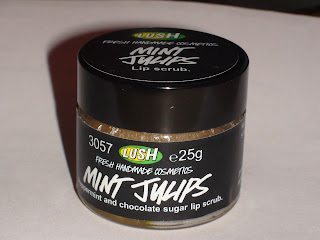 LUSH
FRESH HANDMADE COSMETICS
MINT
JULIPS
Lip scrub.
3057 LUSH ℮25g
FRESH HANDMADE COSMETICS
MINT JULIPS
and chocolate sugar lip scrub.